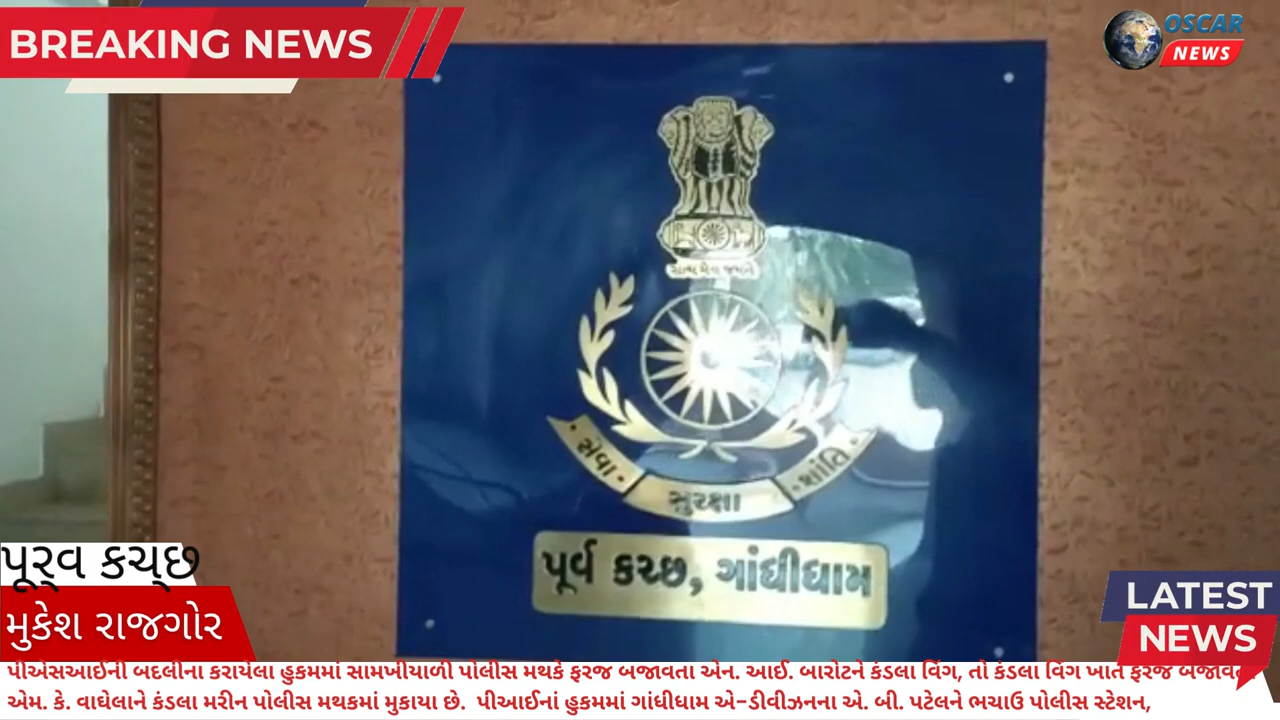 BREAKING NEWS
OSCAR
NEWS
સત્યમેવ જયતે
સેવા
સુરક્ષા
શાંતિ
પૂર્વ કચ્છ, ગાંધીધામ
પૂર્વ કચ્છ
મુકેશ રાજગોર
LATEST
NEWS
પીએસઆઈની બદલીના કરાયેલા હુકમમાં સામખીયાળી પોલીસ મથકે ફરજ બજાવતા એન. આઈ. બારોટને કંડલા વિંગ, તો કંડલા વિંગ ખાતે ફરજ બજાવતા
એમ. કે. વાઘેલાને કંડલા મરીન પોલીસ મથકમાં મુકાયા છે. પીઆઈનાં હુકમમાં ગાંધીધામ એ-ડીવીઝનના એ. બી. પટેલને ભચાઉ પોલીસ સ્ટેશન,